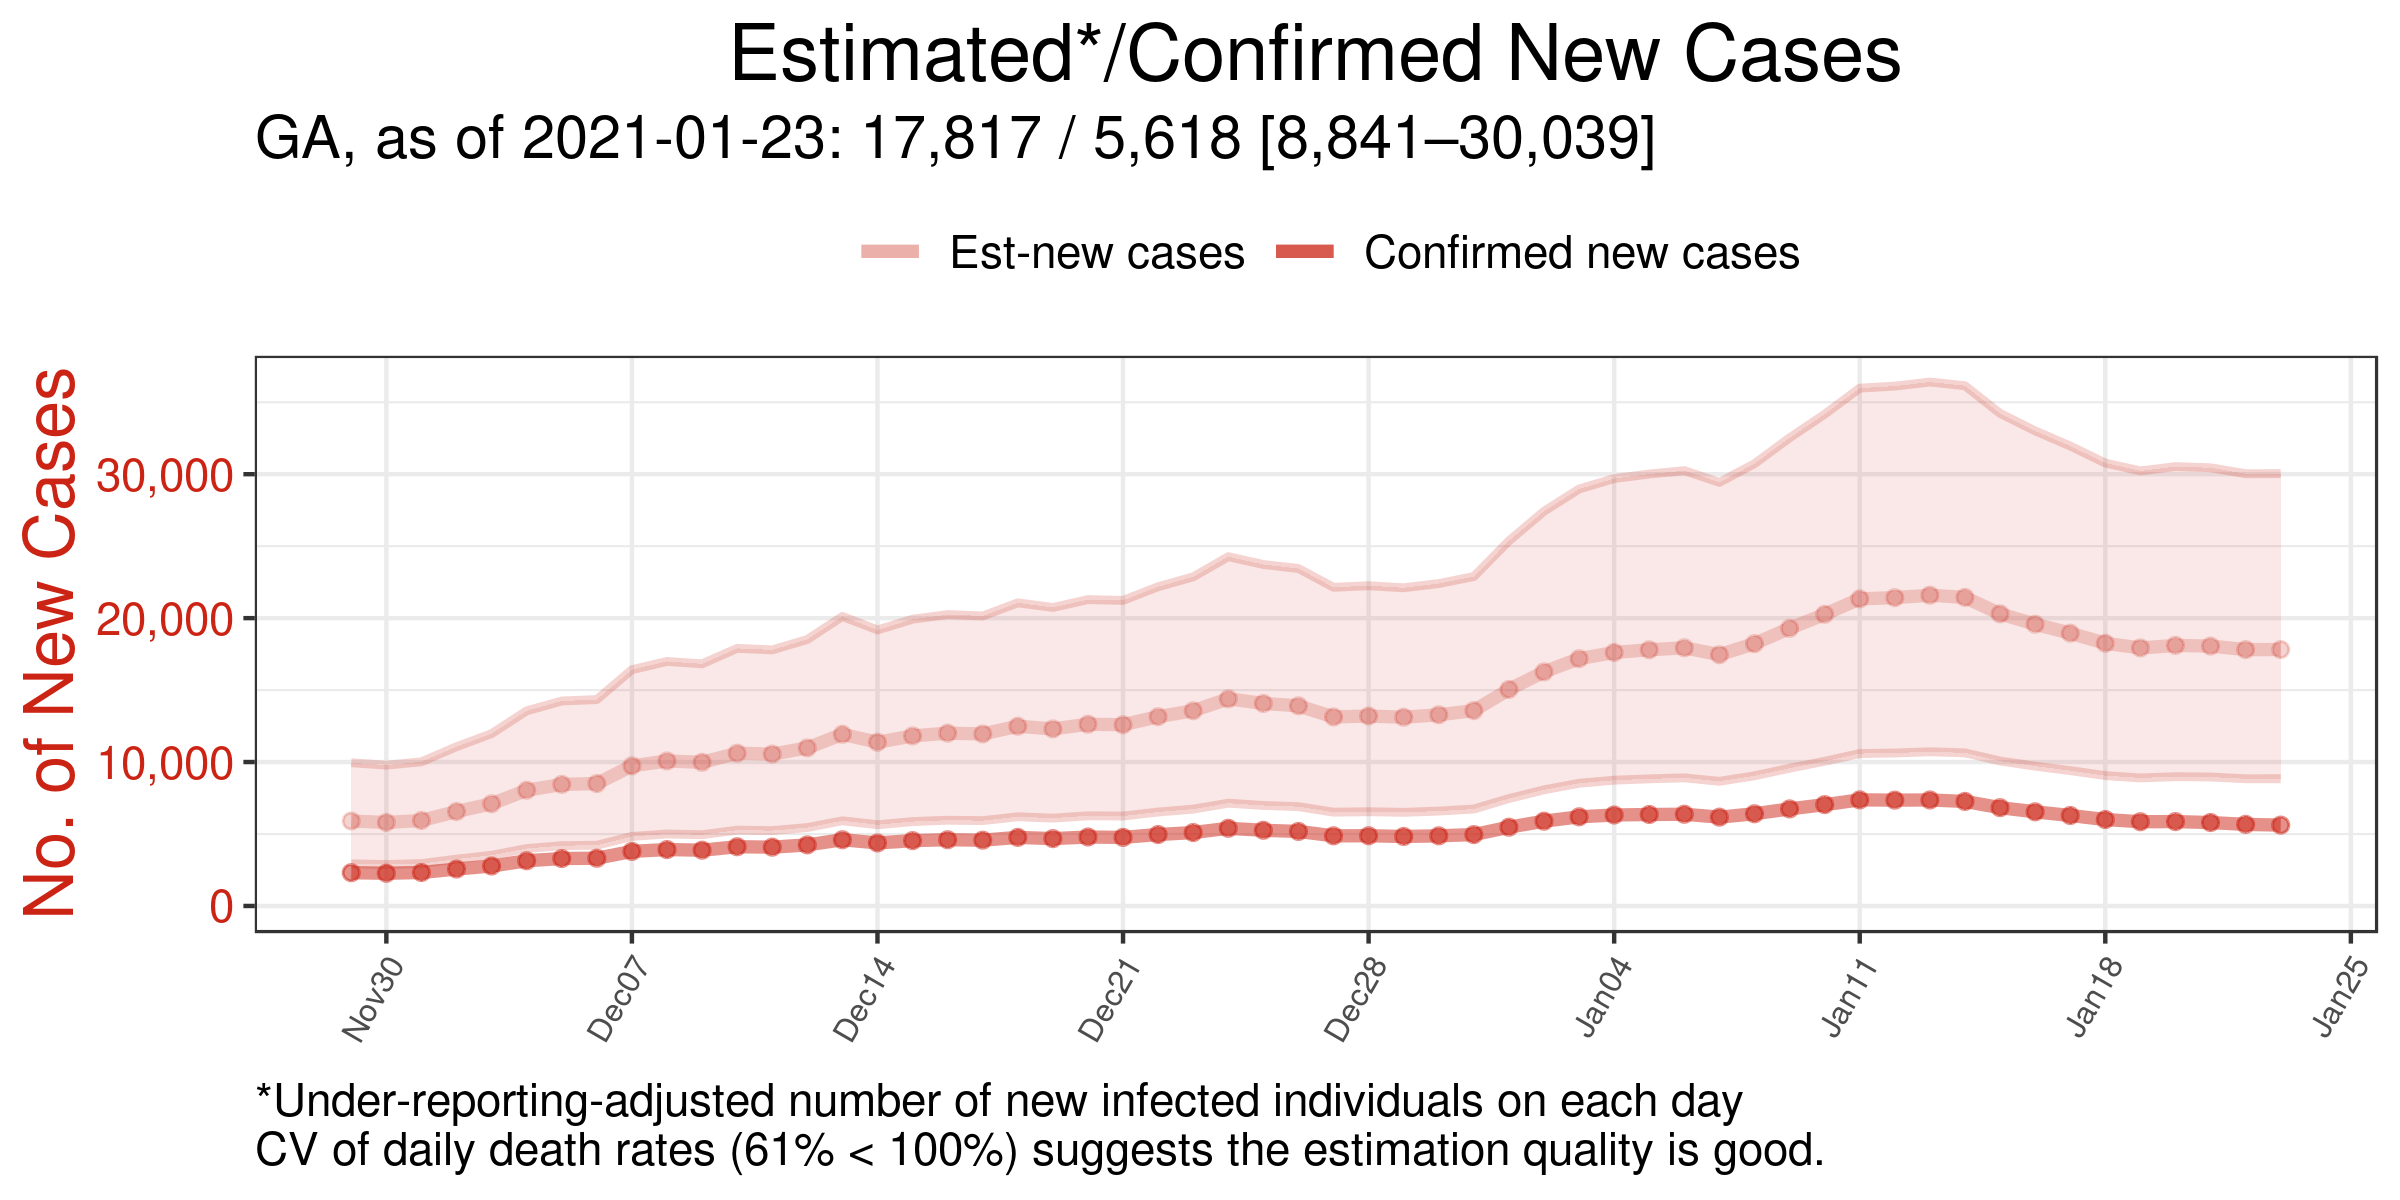 Estimated*/Confirmed New Cases
GA, as of 2021-01-23: 17,817 / 5,618 [8,841–30,039]
Est-new cases
Confirmed new cases
No. of New Cases
30,000
20,000
10,000
0
Nov30
Dec07
Dec14
Dec21
Dec28
Jan04
Jan11
Jan18
Jan25
*Under-reporting-adjusted number of new infected individuals on each day
CV of daily death rates (61% < 100%) suggests the estimation quality is good.